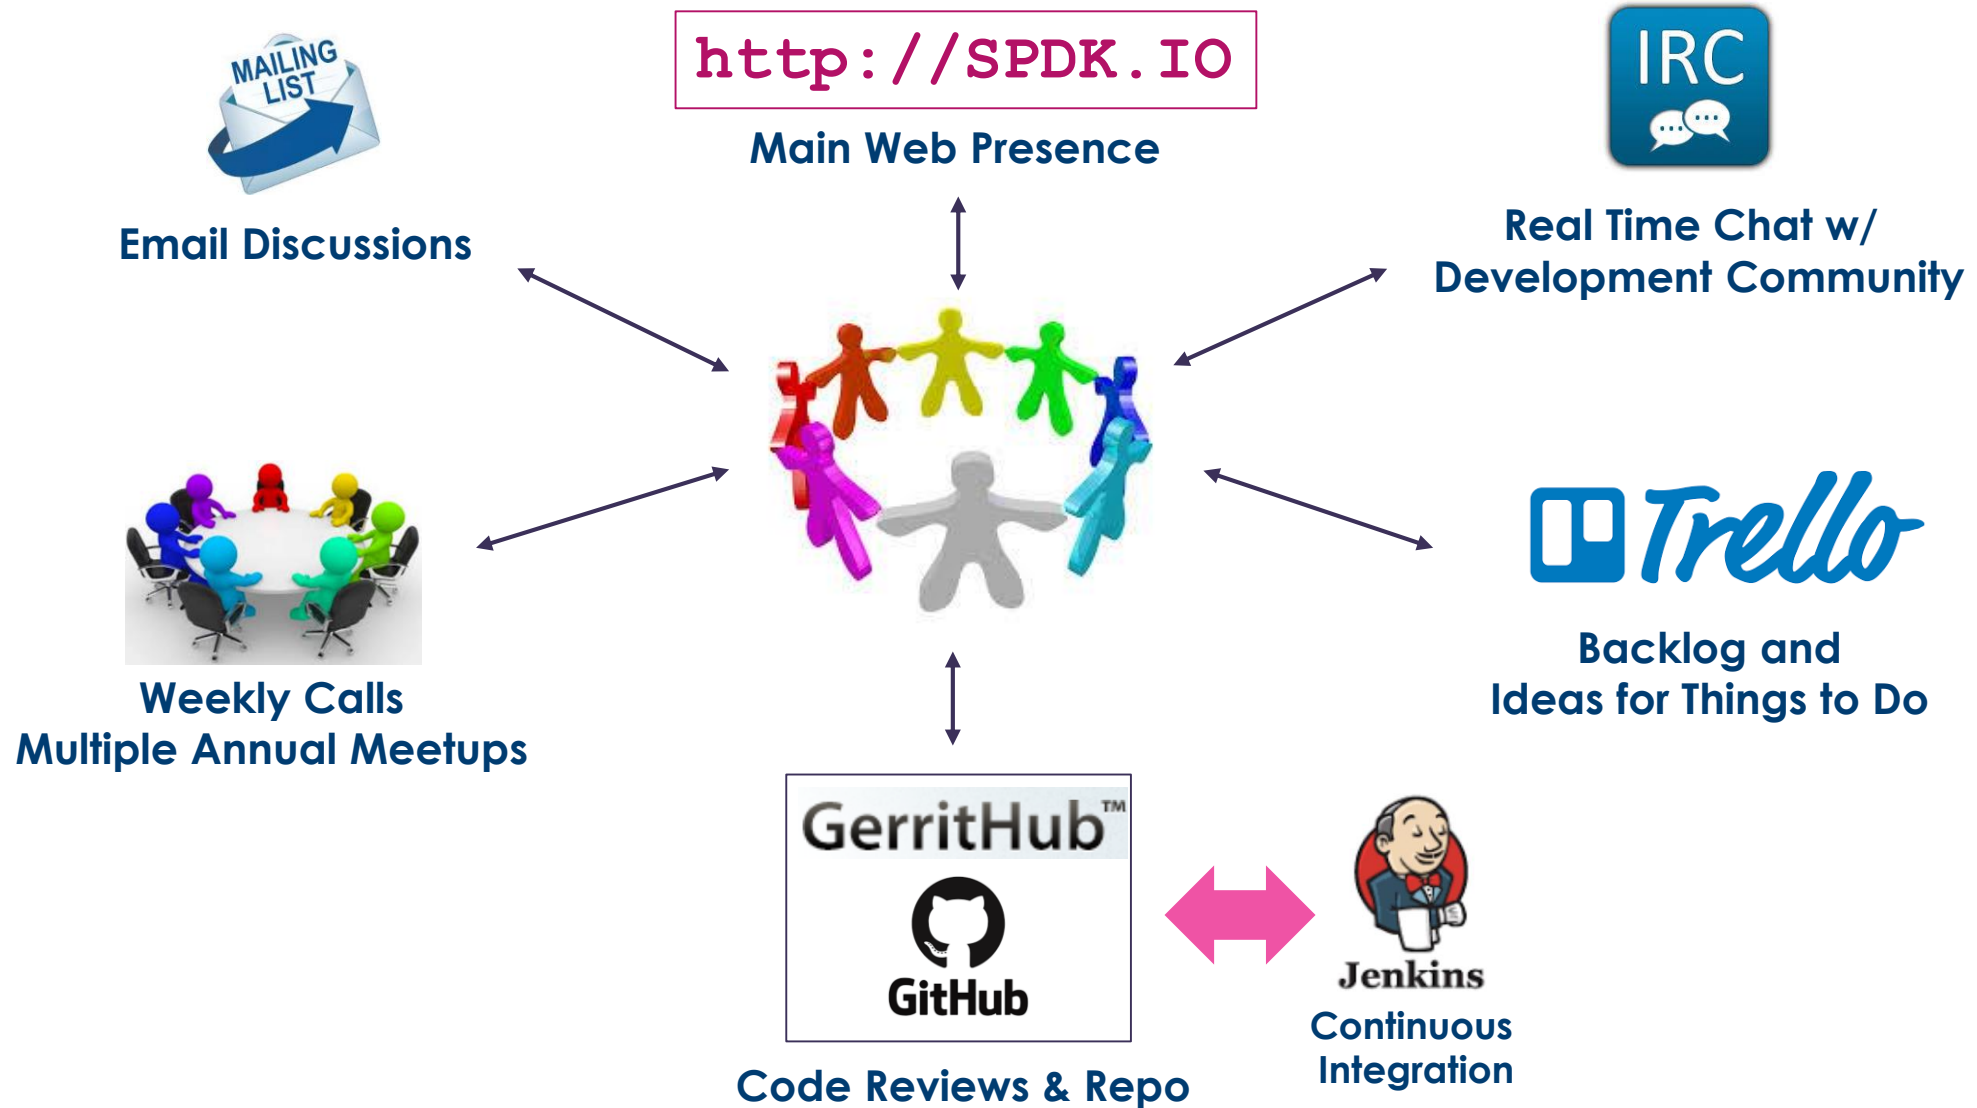 MAILING
LIST
Email Discussions
http://SPDK.IO
Main Web Presence
IRC
Real Time Chat w/
Development Community
Weekly Calls
Multiple Annual Meetups
Trello
Backlog and
Ideas for Things to Do
GerritHub™
GitHub
Code Reviews & Repo
Jenkins
Continuous
Integration